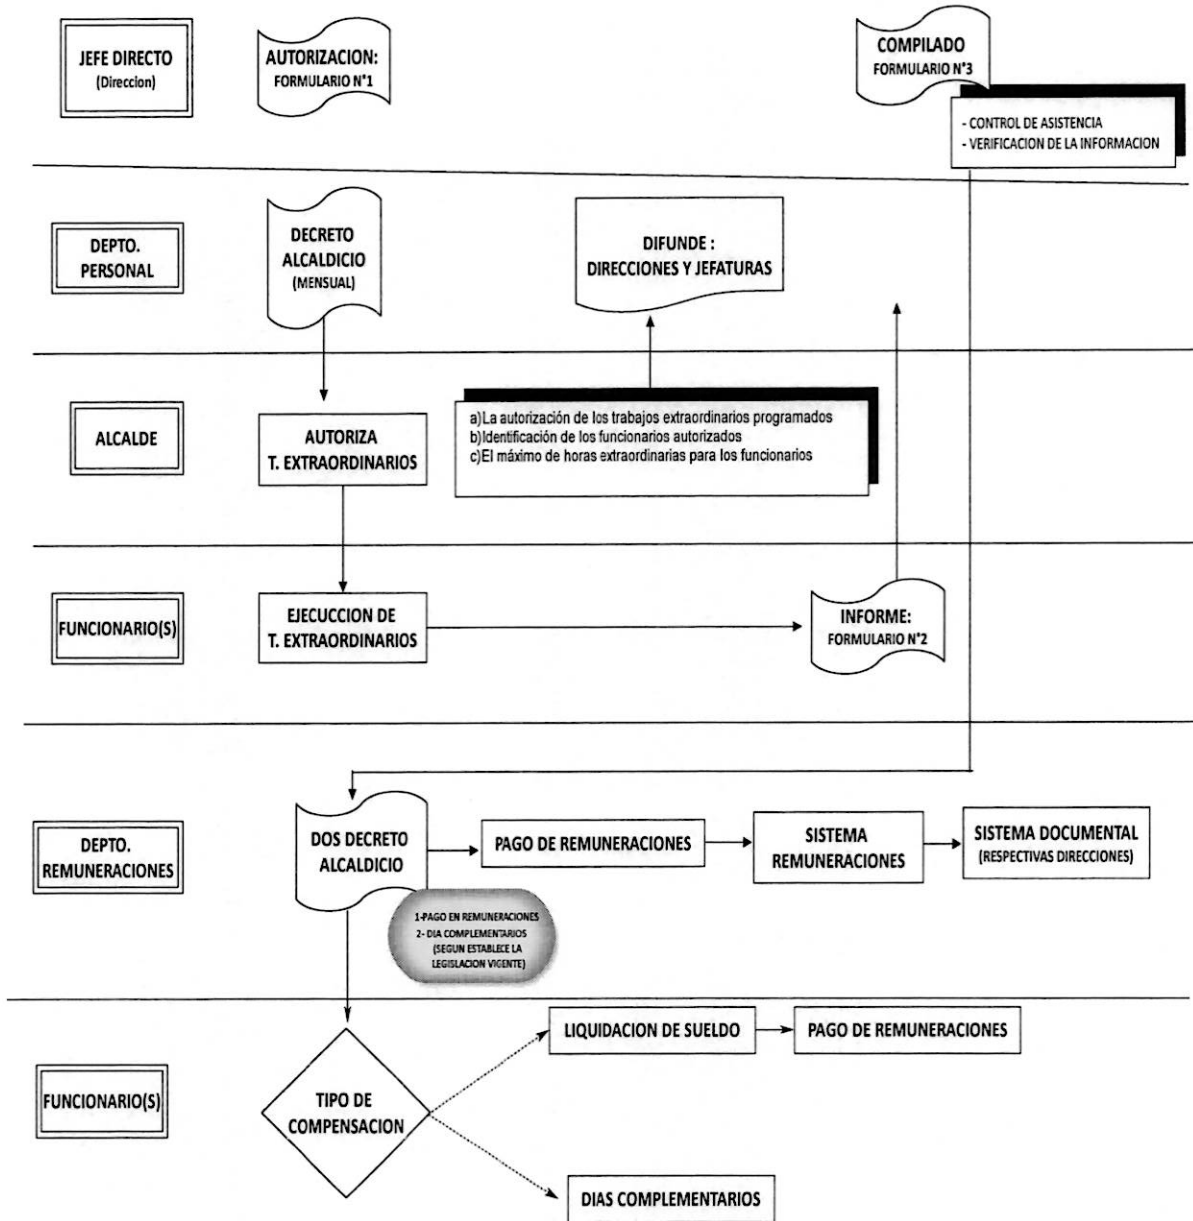 JEFE DIRECTO
(Direccion)
AUTORIZACION:
FORMULARIO N°1
COMPILADO
FORMULARIO N°3
- CONTROL DE ASISTENCIA
- VERIFICACION DE LA INFORMACION
DEPTO.
PERSONAL
DECRETO
ALCALDICIO
(MENSUAL)
DIFUNDE :
DIRECCIONES Y JEFATURAS
ALCALDE
AUTORIZA
T. EXTRAORDINARIOS
a)La autorización de los trabajos extraordinarios programados
b)Identificación de los funcionarios autorizados
c)El máximo de horas extraordinarias para los funcionarios
FUNCIONARIO(S)
EJECUCCION DE
T. EXTRAORDINARIOS
INFORME:
FORMULARIO N°2
DEPTO.
REMUNERACIONES
DOS DECRETO
ALCALDICIO
PAGO DE REMUNERACIONES
SISTEMA
REMUNERACIONES
SISTEMA DOCUMENTAL
(RESPECTIVAS DIRECCIONES)
1-PAGO EN REMUNERACIONES
2- DIA COMPLEMENTARIOS
(SEGUN ESTABLECE LA
LEGISLACION VIGENTE)
FUNCIONARIO(S)
TIPO DE
COMPENSACION
LIQUIDACION DE SUELDO
PAGO DE REMUNERACIONES
DIAS COMPLEMENTARIOS